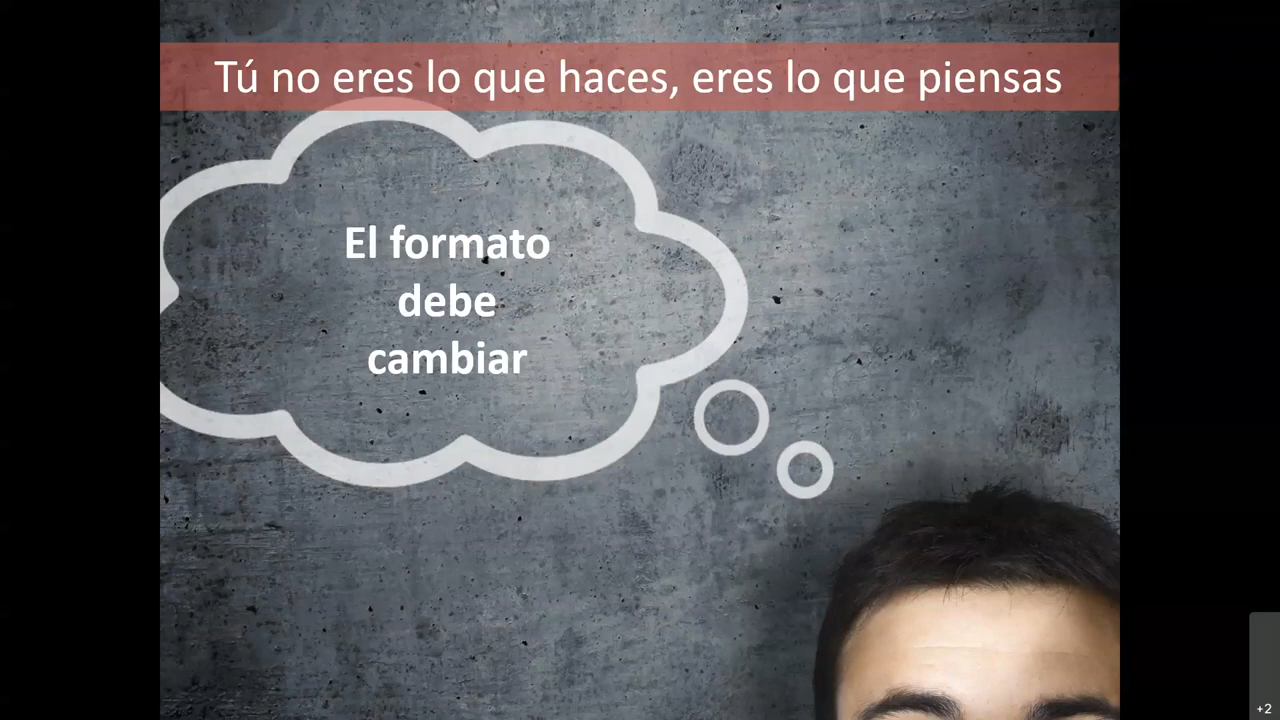 Tú no eres lo que haces, eres lo que piensas
El formato
debe
cambiar
+2